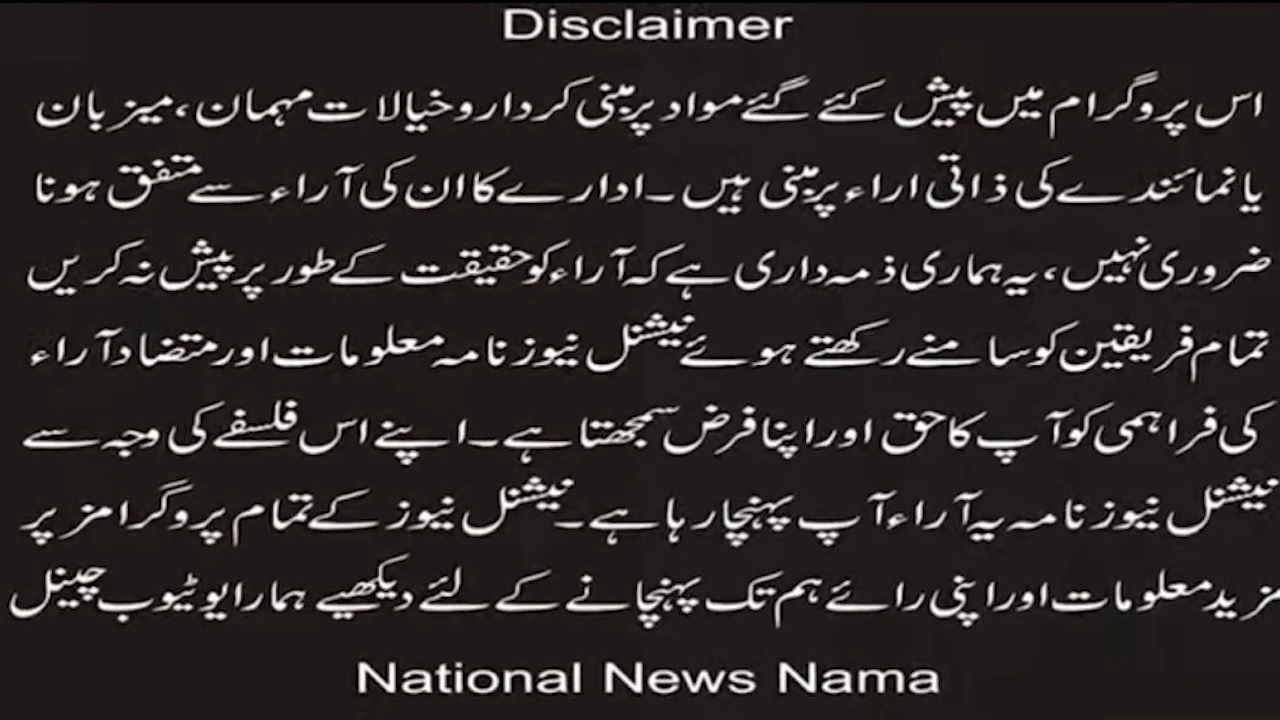 Disclaimer
اس پروگرام میں پیش کئے گئے مواد پر مبنی کردار و خیالات مہمان، میزبان
یا نمائندے کی ذاتی اراء پر مبنی ہیں۔ ادارے کا ان کی آراء سے متفق ہونا
ضروری نہیں، یہ ہماری ذمہ داری ہے کہ آراء کو حقیقت کے طور پر پیش نہ کریں
تمام فریقین کو سامنے رکھتے ہوئے نیشنل نیوز نامہ معلومات اور متضاد آراء
کی فراہمی کو آپ کا حق اور اپنا فرض سمجھتا ہے۔ اپنے اس فلسفے کی وجہ سے
نیشنل نیوز نامہ یہ آراء آپ پہنچا رہا ہے۔ نیشنل نیوز کے تمام پروگرامز پر
مزید معلومات اور اپنی رائے ہم تک پہنچانے کے لئے دیکھیے ہمارا یوٹیوب چینل
National News Nama